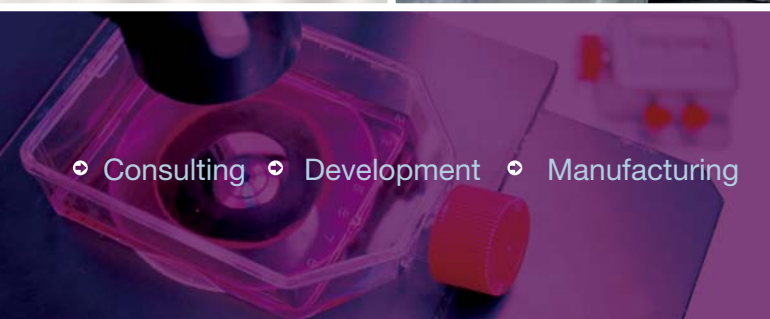 ➲ Consulting ➲ Development ➲ Manufacturing